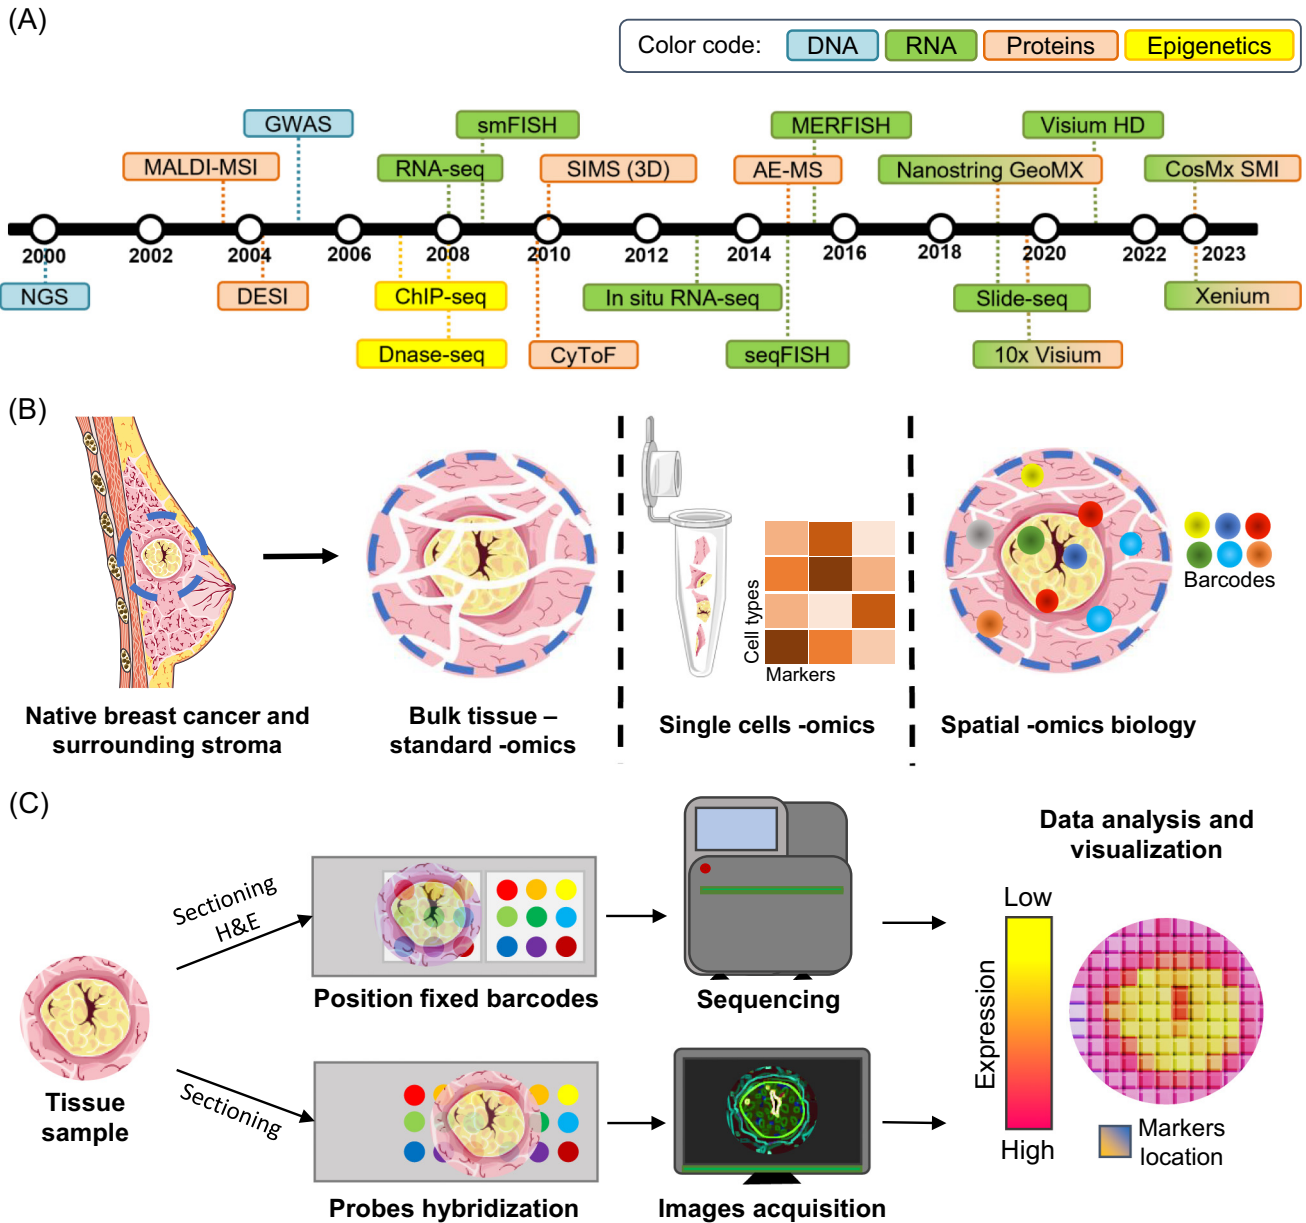 (A)
Color code: DNA RNA Proteins Epigenetics
GWAS smFISH MERFISH Visium HD
MALDI-MSI RNA-seq SIMS (3D) AE-MS Nanostring GeoMX CosMx SMI
2000 2002 2004 2006 2008 2010 2012 2014 2016 2018 2020 2022 2023
NGS DESI ChIP-seq In situ RNA-seq Slide-seq Xenium
Dnase-seq CyToF seqFISH 10x Visium
(B)
Barcodes
Cell types
Markers
Native breast cancer and
surrounding stroma
Bulk tissue –
standard -omics
Single cells -omics
Spatial -omics biology
(C)
Tissue
sample
Sectioning
H&E
Position fixed barcodes
Sequencing
Sectioning
Probes hybridization
Images acquisition
Data analysis and
visualization
Low
Expression
High
Markers
location